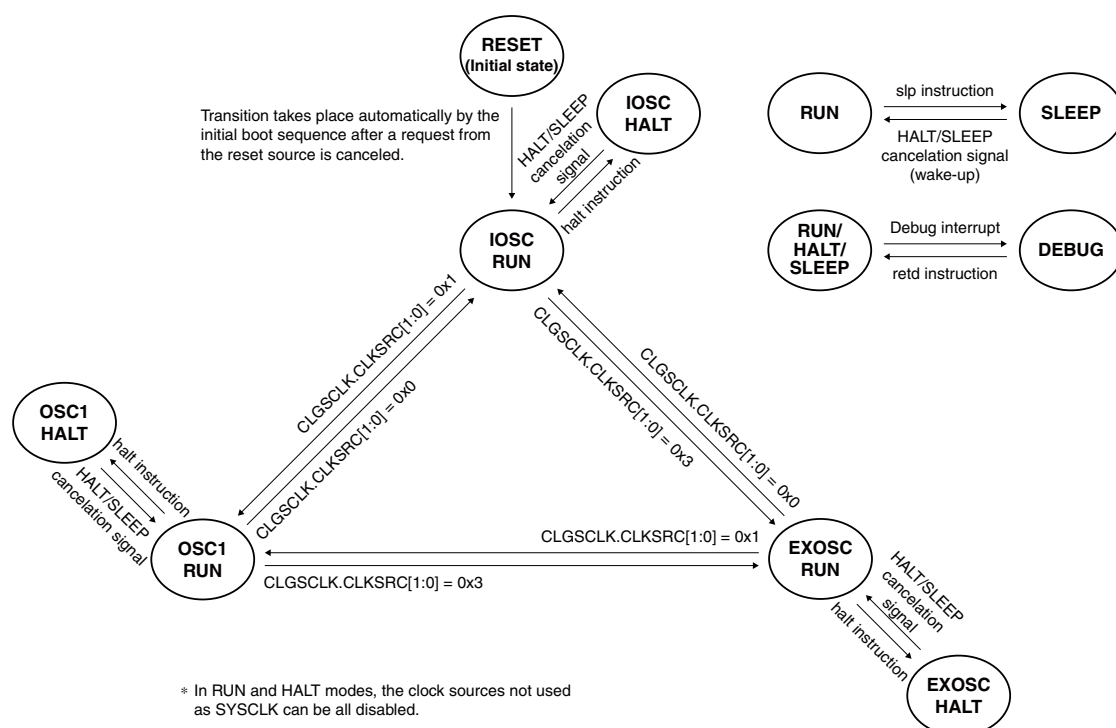 RESET
(Initial state)
Transition takes place automatically by the
initial boot sequence after a request from
the reset source is canceled.
HALT/SLEEP
cancelation
signal
halt instruction
IOSC
HALT
IOSC
RUN
RUN
slp instruction
HALT/SLEEP
cancelation signal
(wake-up)
SLEEP
RUN/
HALT/
SLEEP
Debug interrupt
retd instruction
DEBUG
CLGSCLK.CLKSRC[1:0] = 0x1
CLGSCLK.CLKSRC[1:0] = 0x0
CLGSCLK.CLKSRC[1:0] = 0x3
CLGSCLK.CLKSRC[1:0] = 0x0
OSC1
HALT
halt instruction
HALT/SLEEP
cancelation signal
OSC1
RUN
CLGSCLK.CLKSRC[1:0] = 0x1
CLGSCLK.CLKSRC[1:0] = 0x3
EXOSC
RUN
HALT/SLEEP
cancelation
signal
halt instruction
EXOSC
HALT
* In RUN and HALT modes, the clock sources not used
as SYSCLK can be all disabled.